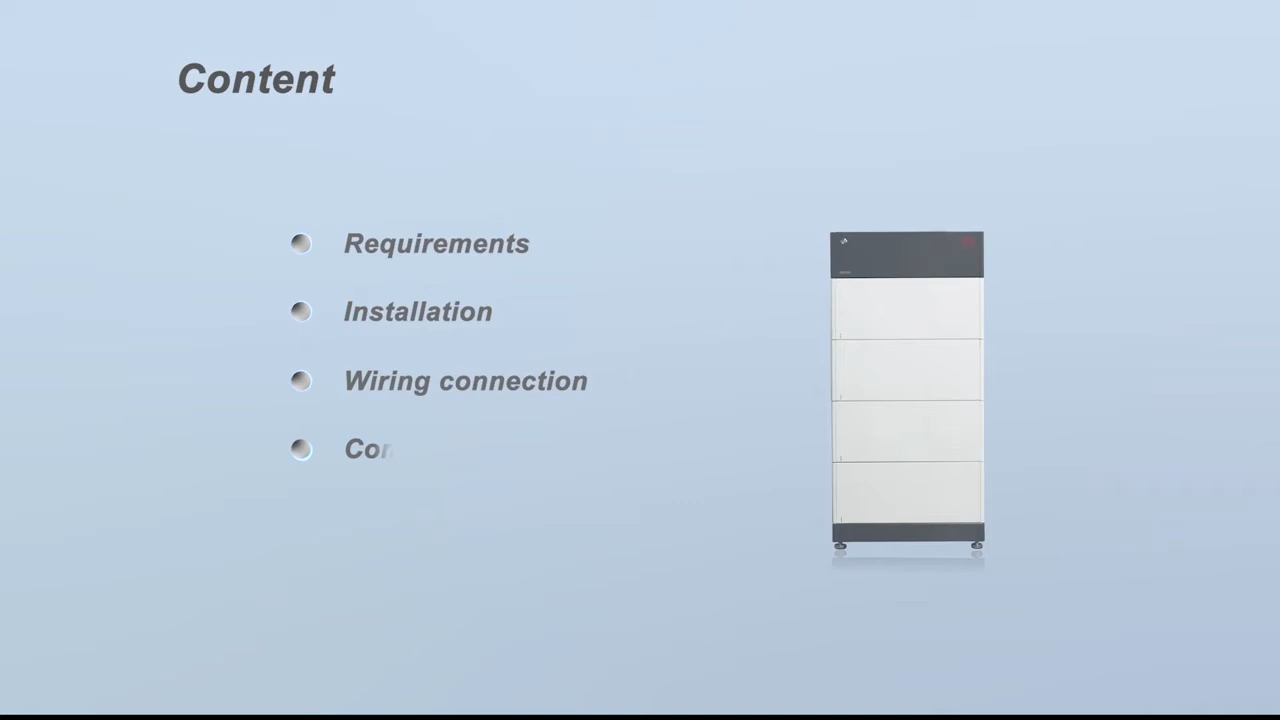 Content
Requirements
Installation
Wiring connection